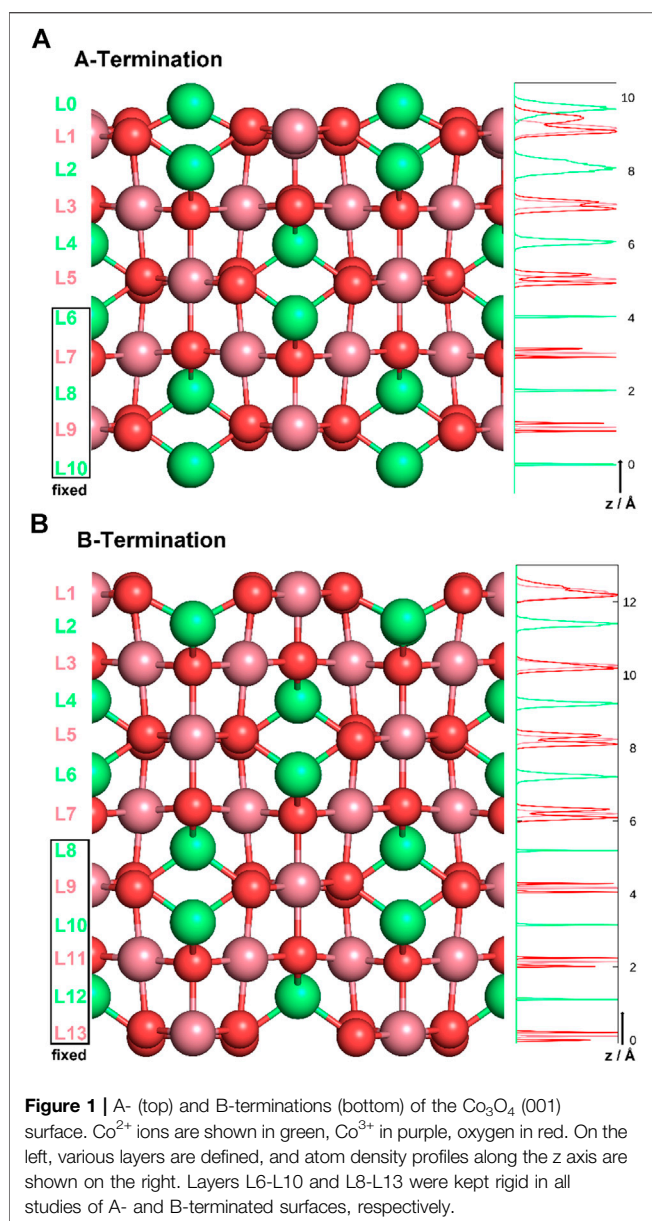 A
A-Termination
L0
L1
L2
L3
L4
L5
L6
L7
L8
L9
L10
fixed
10
8
6
4
2
0
z / Å
B
B-Termination
L1
L2
L3
L4
L5
L6
L7
L8
L9
L10
L11
L12
L13
fixed
12
10
8
6
4
2
0
z / Å
Figure 1 | A- (top) and B-terminations (bottom) of the Co₃O₄ (001)
surface. Co²⁺ ions are shown in green, Co³⁺ in purple, oxygen in red. On the
left, various layers are defined, and atom density profiles along the z axis are
shown on the right. Layers L6-L10 and L8-L13 were kept rigid in all
studies of A- and B-terminated surfaces, respectively.